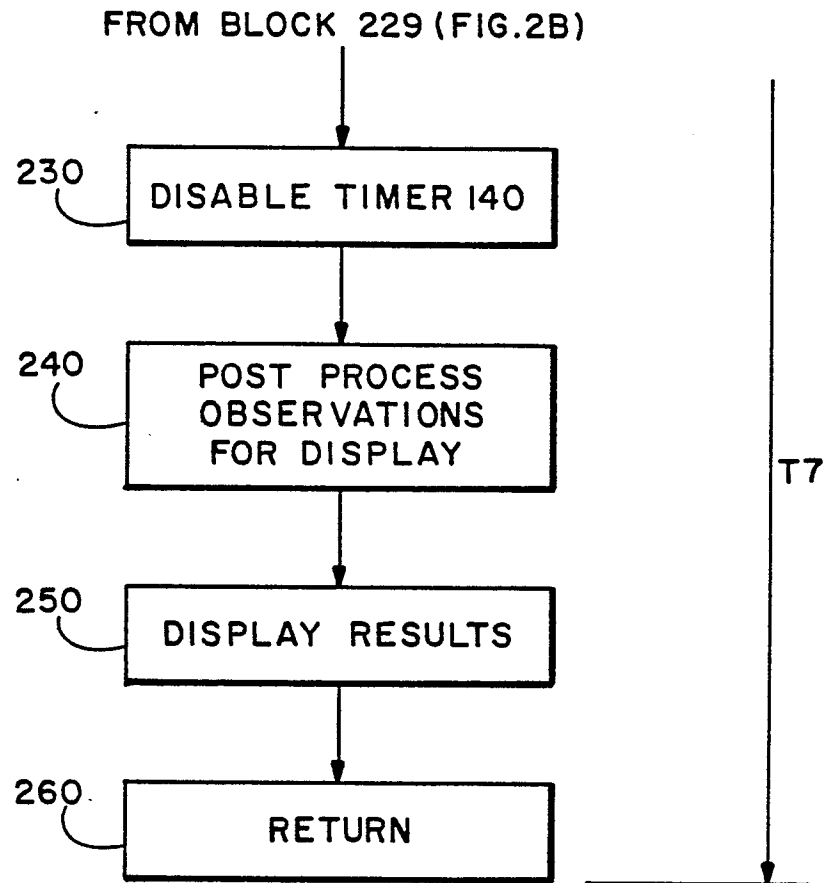 FROM BLOCK 229 (FIG.2B)
230
DISABLE TIMER 140
240
POST PROCESS
OBSERVATIONS
FOR DISPLAY
T7
250
DISPLAY RESULTS
260
RETURN